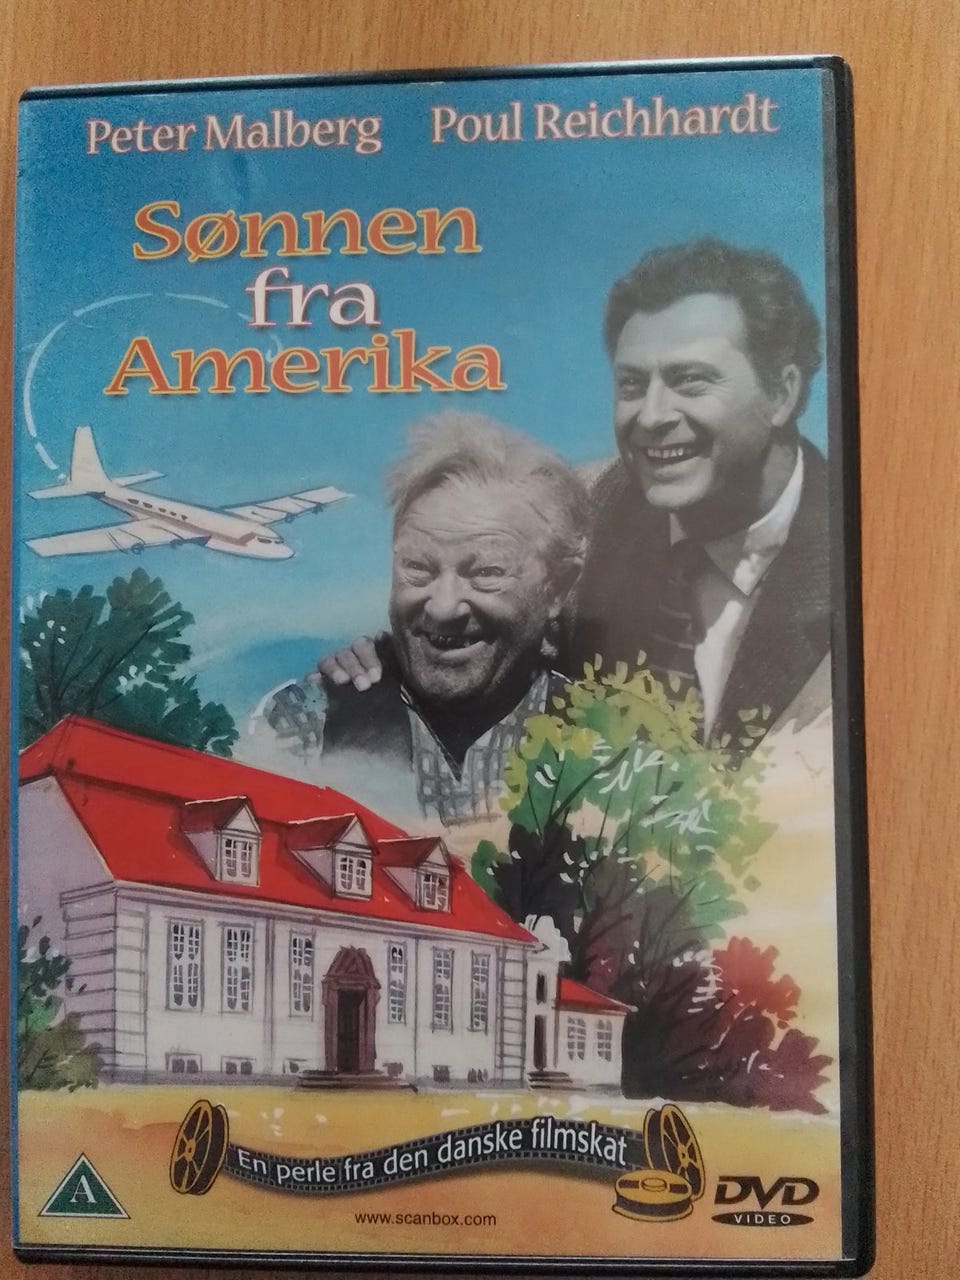 Peter Malberg Poul Reichhardt
Sønnen
fra
Amerika
En perle fra den danske filmskat
A
www.scanbox.com
DVD
VIDEO